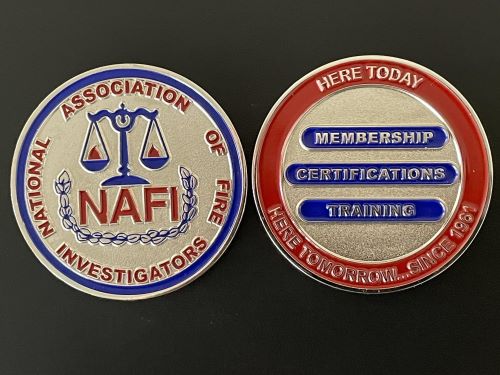 NATIONAL ASSOCIATION OF FIRE INVESTIGATORS
NAFI
HERE TODAY
MEMBERSHIP
CERTIFICATIONS
TRAINING
HERE TOMORROW...SINCE 1961